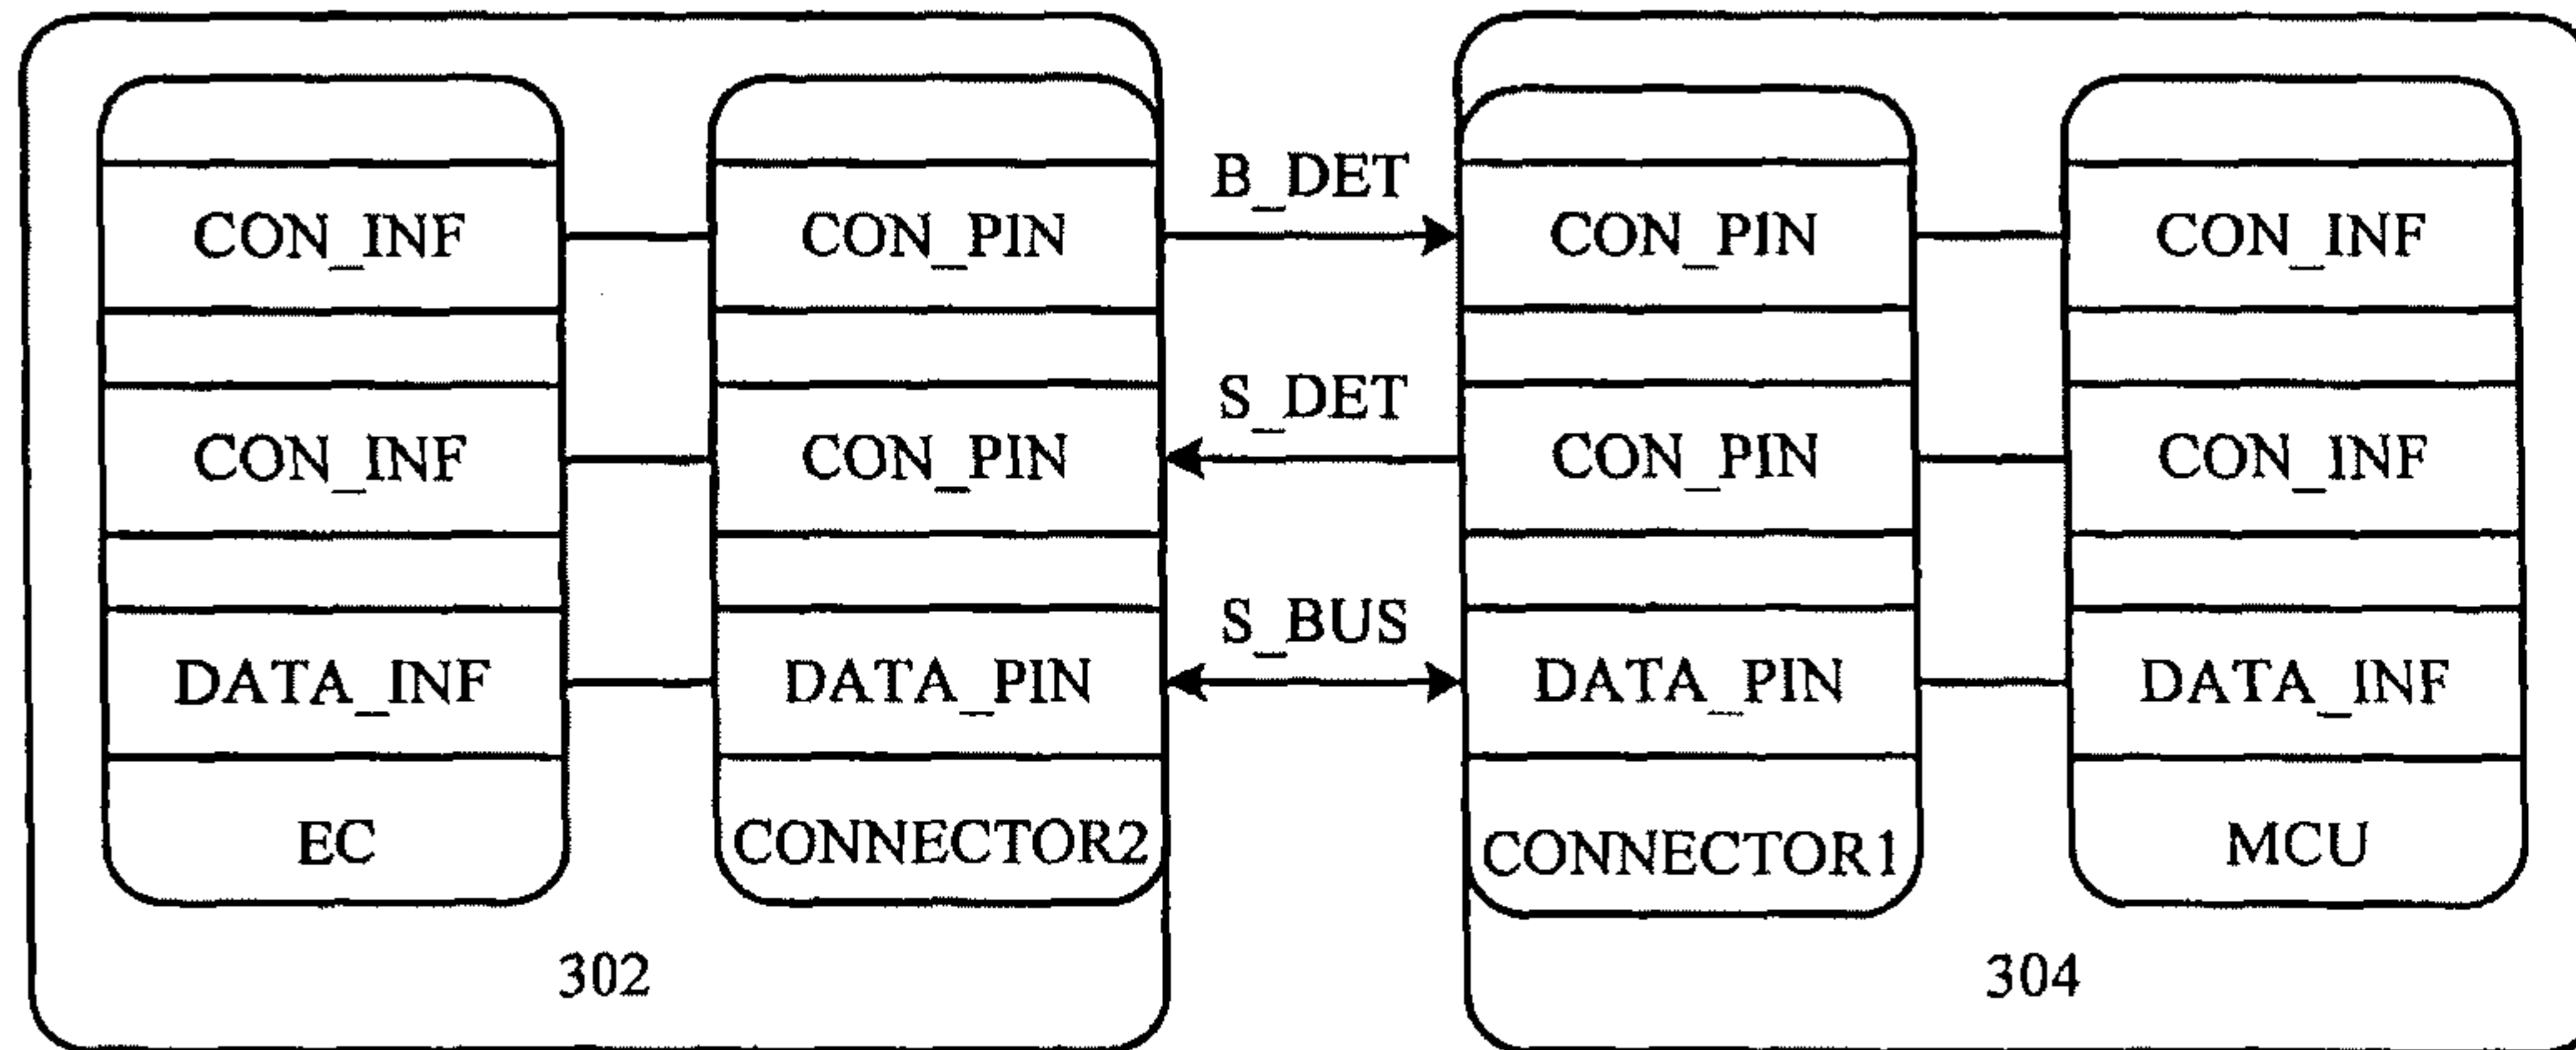 B_DET
CON_INF CON_PIN CON_PIN CON_INF
S_DET
CON_INF CON_PIN CON_PIN CON_INF
S_BUS
DATA_INF DATA_PIN DATA_PIN DATA_INF
EC CONNECTOR2 CONNECTOR1 MCU
302 304